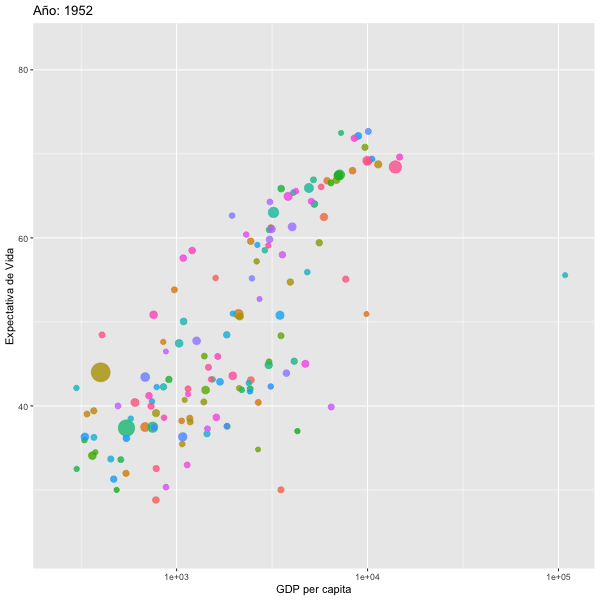 Año: 1952
Expectativa de Vida
80
60
40
1e+03
1e+04
1e+05
GDP per capita